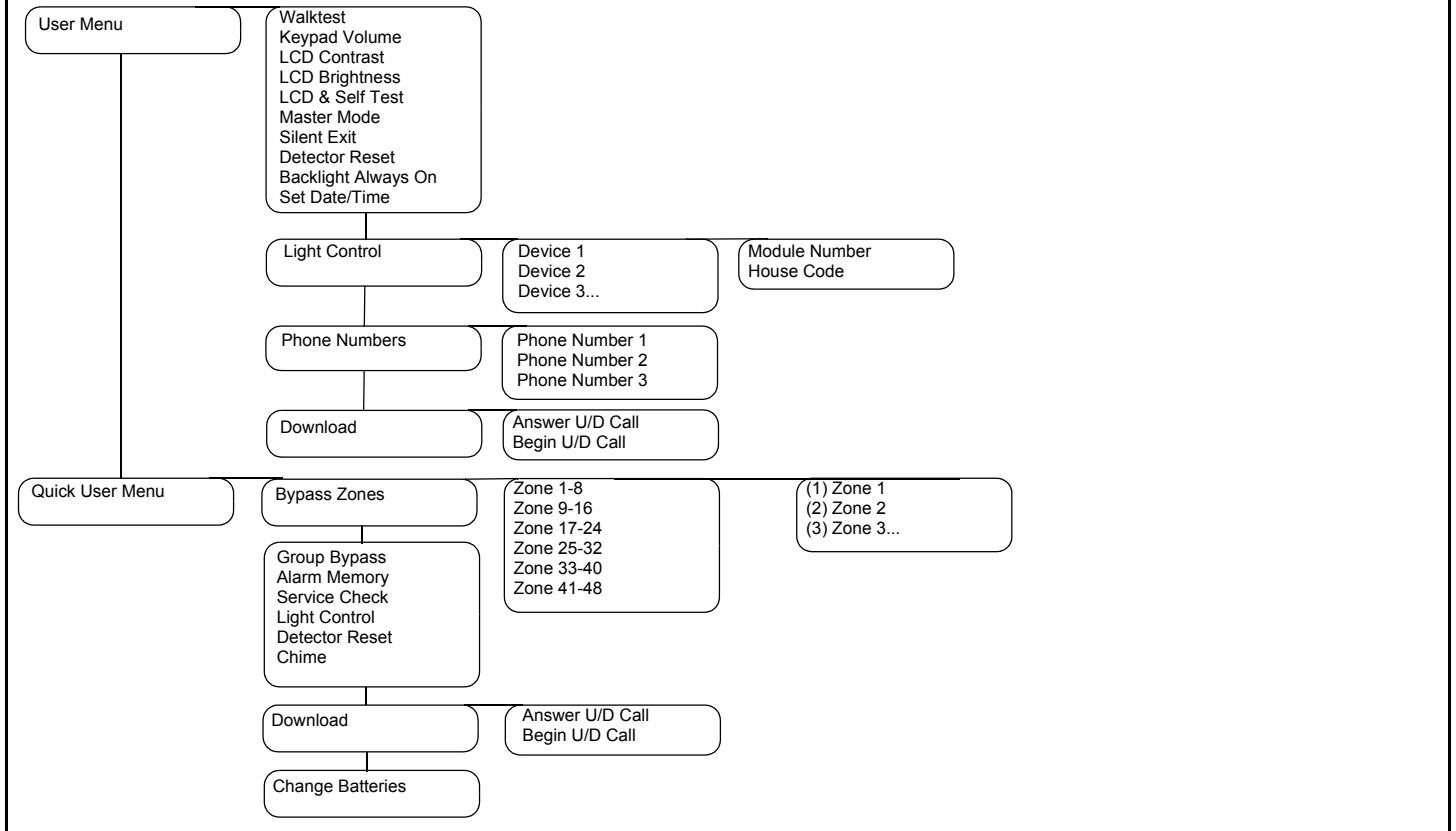 User Menu
Walktest
Keypad Volume
LCD Contrast
LCD Brightness
LCD & Self Test
Master Mode
Silent Exit
Detector Reset
Backlight Always On
Set Date/Time
Light Control
Device 1
Device 2
Device 3...
Module Number
House Code
Phone Numbers
Phone Number 1
Phone Number 2
Phone Number 3
Download
Answer U/D Call
Begin U/D Call
Quick User Menu
Bypass Zones
Zone 1-8
Zone 9-16
Zone 17-24
Zone 25-32
Zone 33-40
Zone 41-48
(1) Zone 1
(2) Zone 2
(3) Zone 3...
Group Bypass
Alarm Memory
Service Check
Light Control
Detector Reset
Chime
Download
Answer U/D Call
Begin U/D Call
Change Batteries